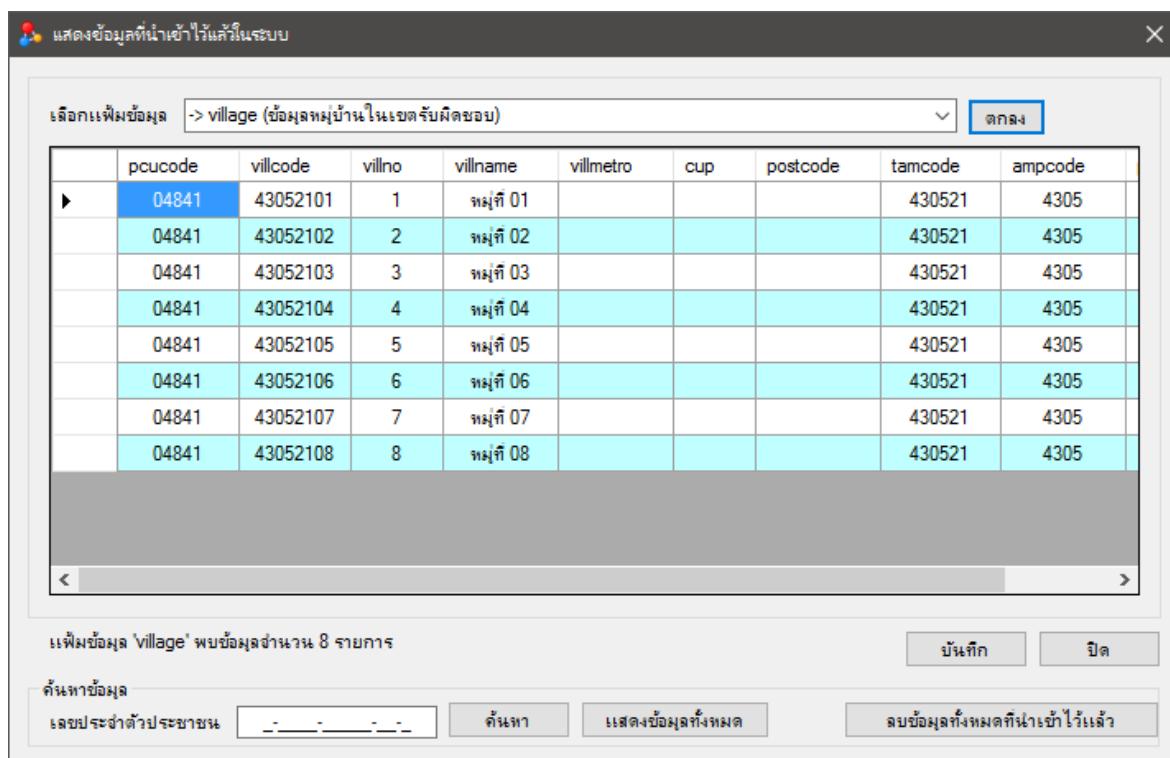 แสดงข้อมูลที่นำเข้าไว้แล้วในระบบ
เลือกแฟ้มข้อมูล -> village (ข้อมูลหมู่บ้านในเขตรับผิดชอบ) ตกลง
pcucode villcode villno villname villmetro cup postcode tamcode ampcode
04841 43052101 1 หมู่ที่ 01 430521 4305
04841 43052102 2 หมู่ที่ 02 430521 4305
04841 43052103 3 หมู่ที่ 03 430521 4305
04841 43052104 4 หมู่ที่ 04 430521 4305
04841 43052105 5 หมู่ที่ 05 430521 4305
04841 43052106 6 หมู่ที่ 06 430521 4305
04841 43052107 7 หมู่ที่ 07 430521 4305
04841 43052108 8 หมู่ที่ 08 430521 4305
แฟ้มข้อมูล 'village' พบข้อมูลจำนวน 8 รายการ บันทึก ปิด
ค้นหาข้อมูล
เลขประจำตัวประชาชน _-____-_____-__-_ ค้นหา แสดงข้อมูลทั้งหมด ลบข้อมูลทั้งหมดที่นำเข้าไว้แล้ว